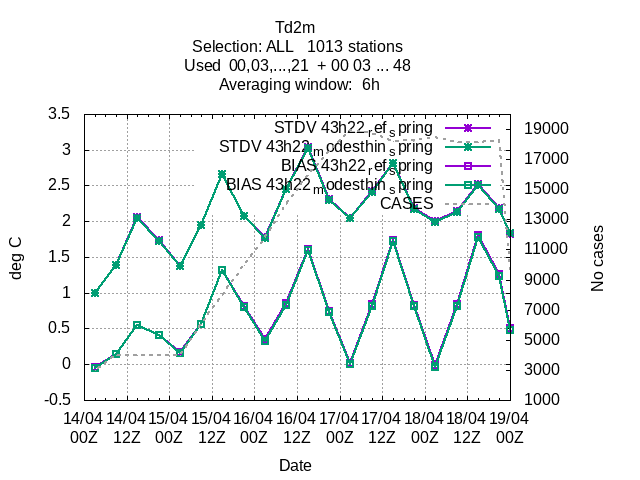 Td2m
Selection: ALL   1013 stations
Used  00,03,...,21  + 00 03 ... 48
Averaging window:  6h
STDV 43h22_ref_spring
STDV 43h22_modesthin_spring
BIAS 43h22_ref_spring
BIAS 43h22_modesthin_spring
CASES
3.5
3
2.5
2
1.5
1
0.5
0
-0.5
deg C
19000
17000
15000
13000
11000
9000
7000
5000
3000
1000
No cases
14/04 14/04 15/04 15/04 16/04 16/04 17/04 17/04 18/04 18/04 19/04
00Z 12Z 00Z 12Z 00Z 12Z 00Z 12Z 00Z 12Z 00Z
Date